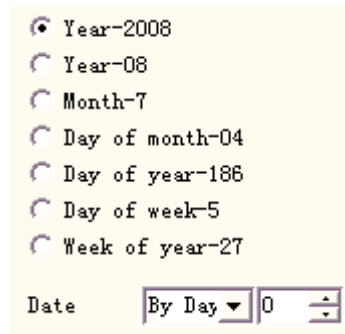 Year-2008
Year-08
Month-7
Day of month-04
Day of year-186
Day of week-5
Week of year-27
Date By Day 0